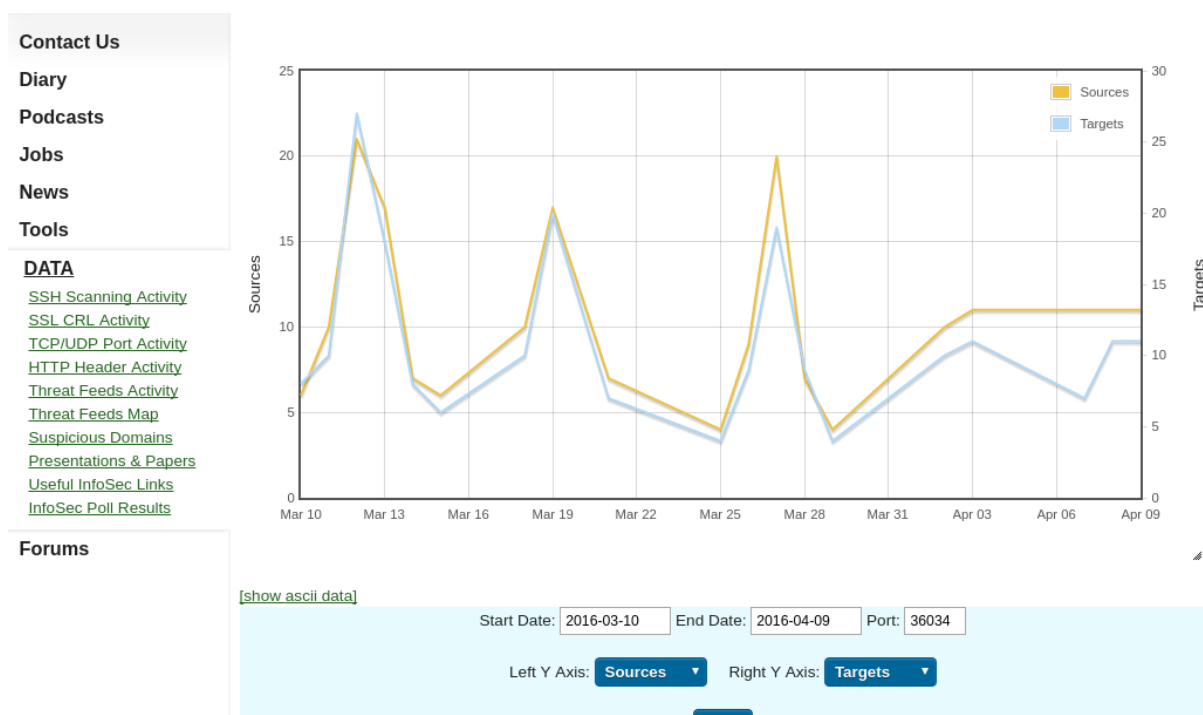 Contact Us
Diary
Podcasts
Jobs
News
Tools
DATA
SSH Scanning Activity
SSL CRL Activity
TCP/UDP Port Activity
HTTP Header Activity
Threat Feeds Activity
Threat Feeds Map
Suspicious Domains
Presentations & Papers
Useful InfoSec Links
InfoSec Poll Results
Forums
25
20
15
10
5
0
Sources
30
25
20
15
10
5
0
Targets
Sources
Targets
Mar 10 Mar 13 Mar 16 Mar 19 Mar 22 Mar 25 Mar 28 Mar 31 Apr 03 Apr 06 Apr 09
[show ascii data]
Start Date: 2016-03-10 End Date: 2016-04-09 Port: 36034
Left Y Axis: Sources Right Y Axis: Targets